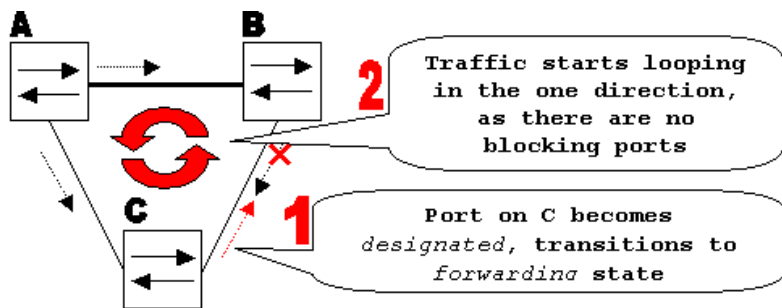 A
B
2
Traffic starts looping
in the one direction,
as there are no
blocking ports
C
1
Port on C becomes
designated, transitions to
forwarding state